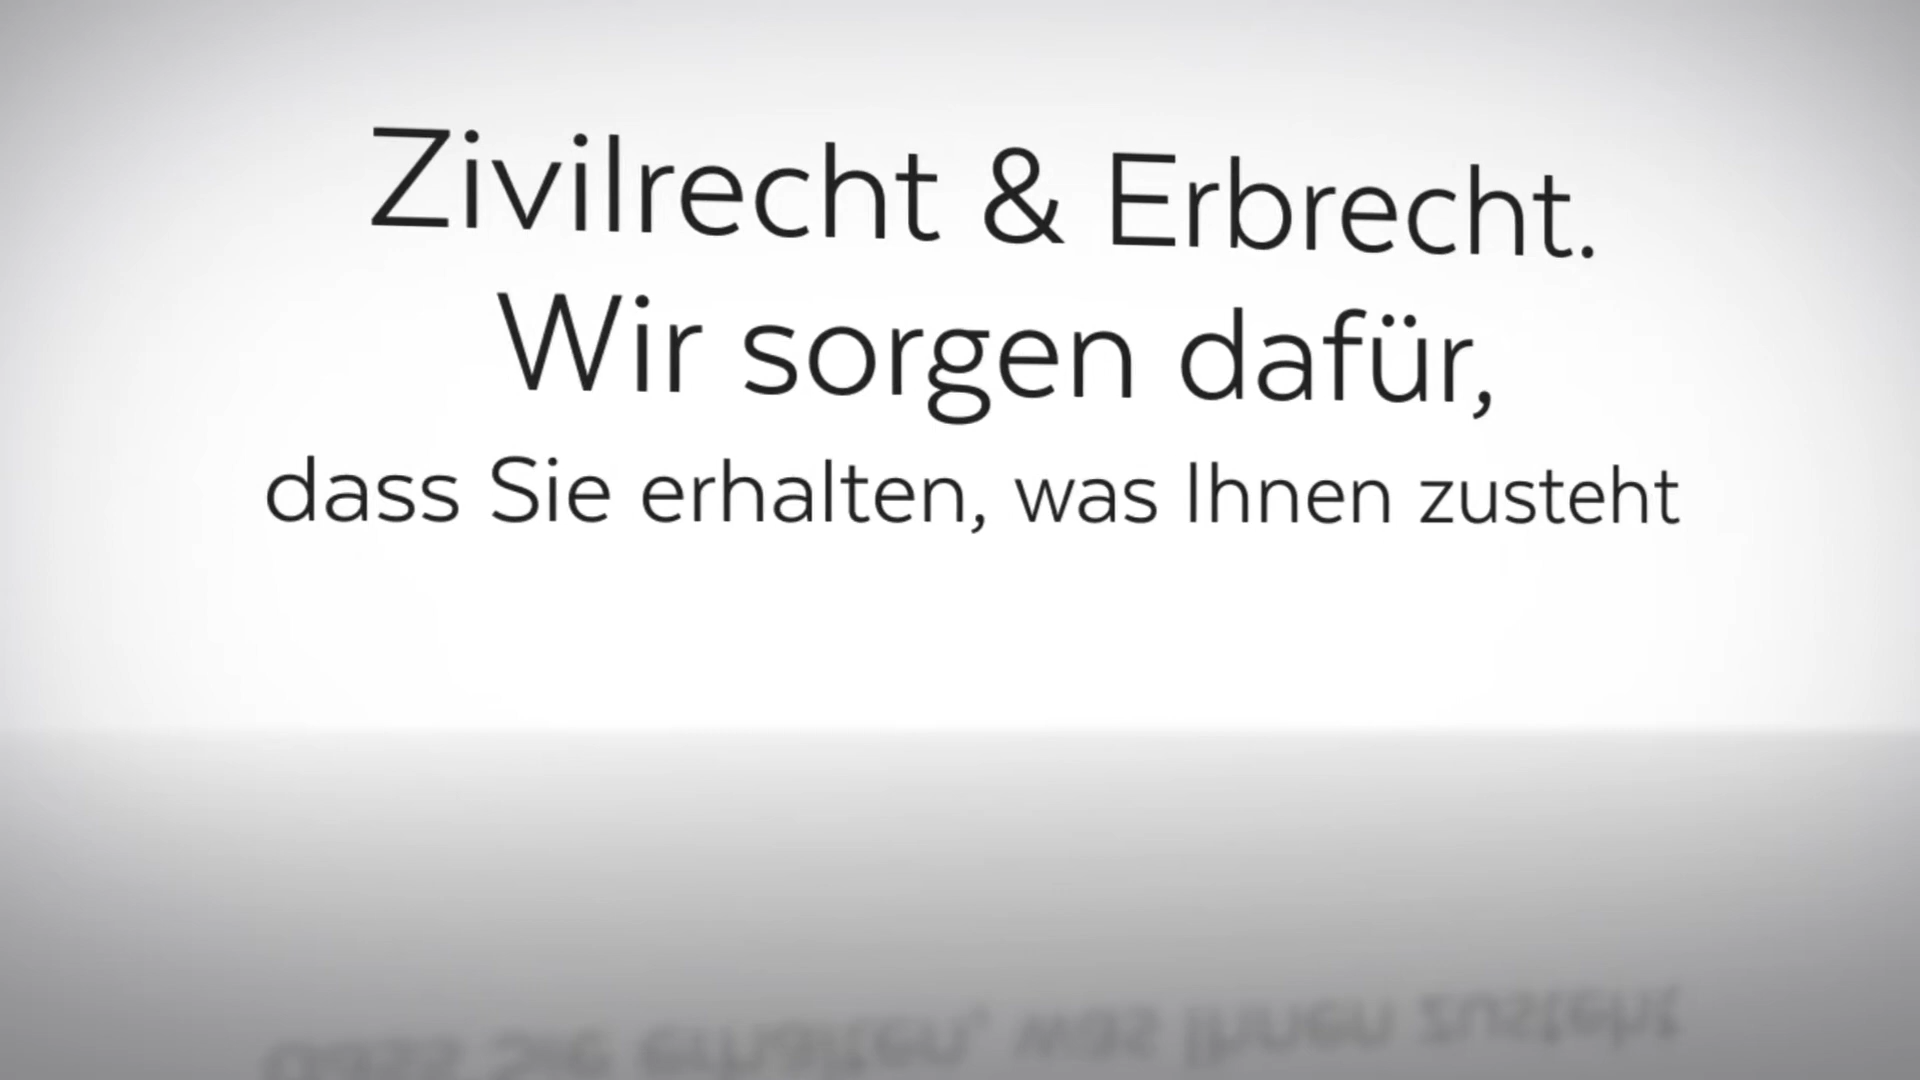 Zivilrecht & Erbrecht.
Wir sorgen dafür,
dass Sie erhalten, was Ihnen zusteht